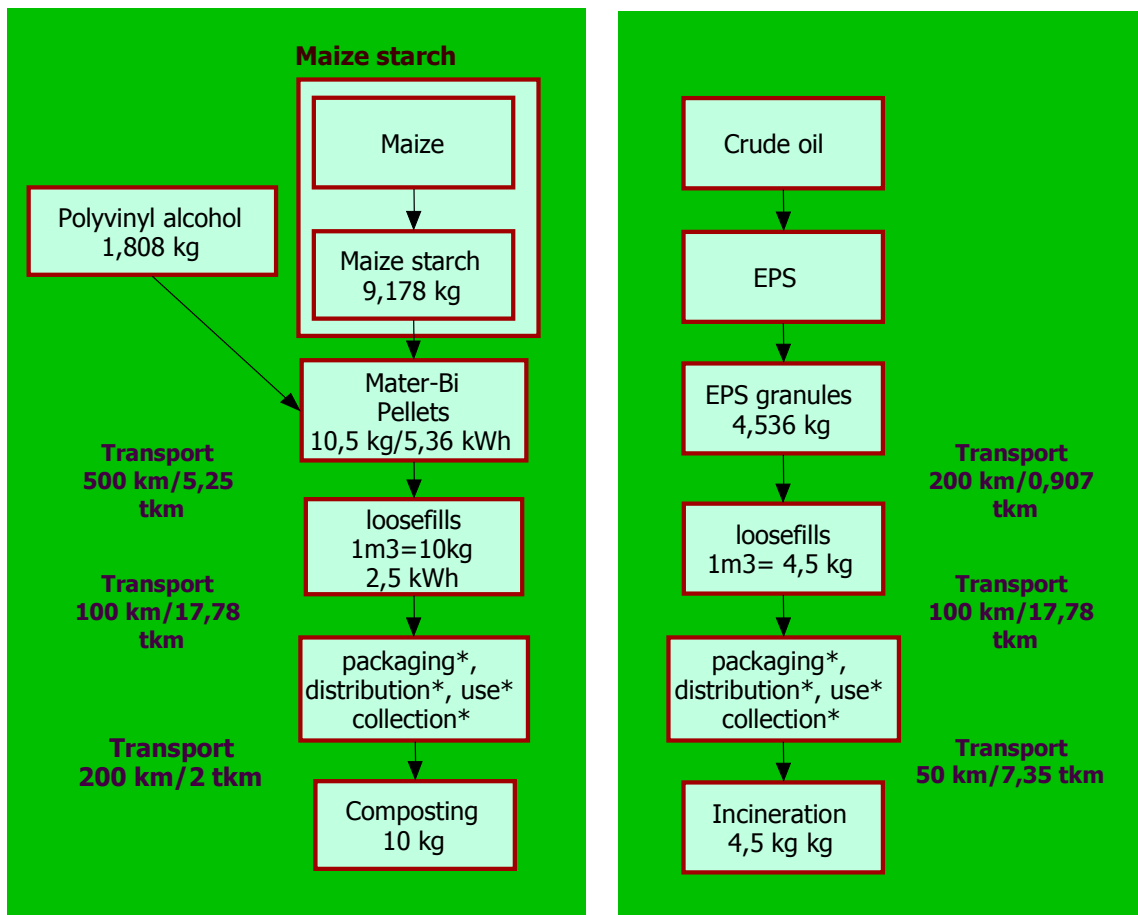 Maize starch
Maize
Polyvinyl alcohol
1,808 kg
Maize starch
9,178 kg
Mater-Bi
Pellets
10,5 kg/5,36 kWh
Transport
500 km/5,25
tkm
loosefills
1m3=10kg
2,5 kWh
Transport
100 km/17,78
tkm
packaging*,
distribution*, use*
collection*
Transport
200 km/2 tkm
Composting
10 kg
Crude oil
EPS
EPS granules
4,536 kg
Transport
200 km/0,907
tkm
loosefills
1m3= 4,5 kg
Transport
100 km/17,78
tkm
packaging*,
distribution*, use*
collection*
Transport
50 km/7,35 tkm
Incineration
4,5 kg kg